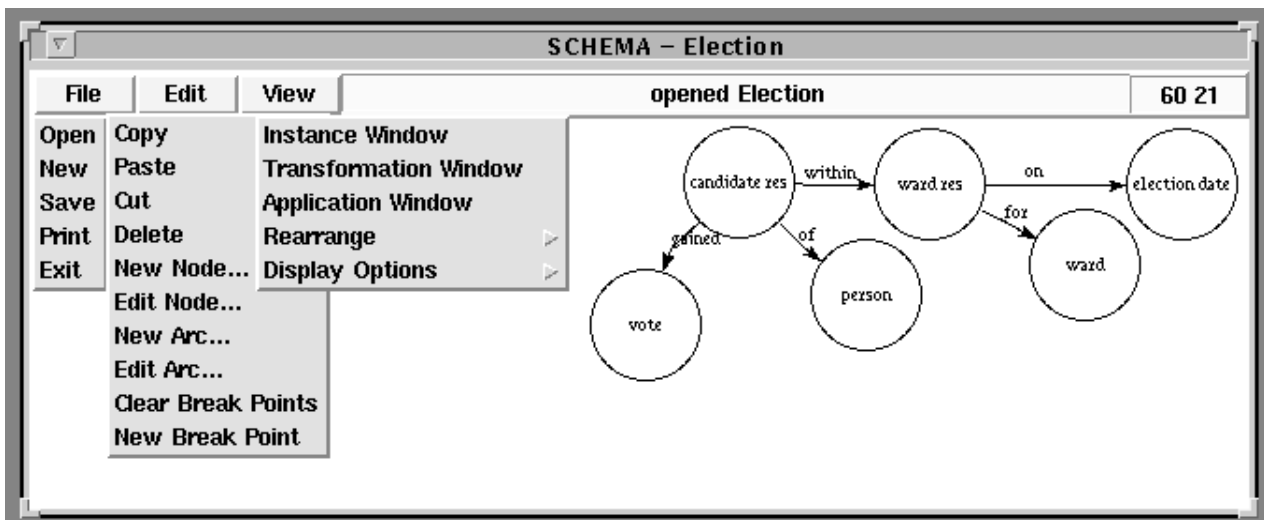 SCHEMA – Election
File Edit View opened Election 60 21
Open
New
Save
Print
Exit
Copy
Paste
Cut
Delete
New Node...
Edit Node...
New Arc...
Edit Arc...
Clear Break Points
New Break Point
Instance Window
Transformation Window
Application Window
Rearrange
Display Options
candidate res
within
ward res
on
election date
gained
of
for
ward
person
vote